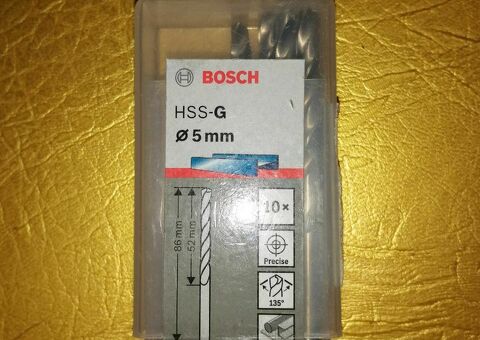 BOSCH
HSS-G
Ø 5 mm
10×
86 mm
52 mm
Precise
135°